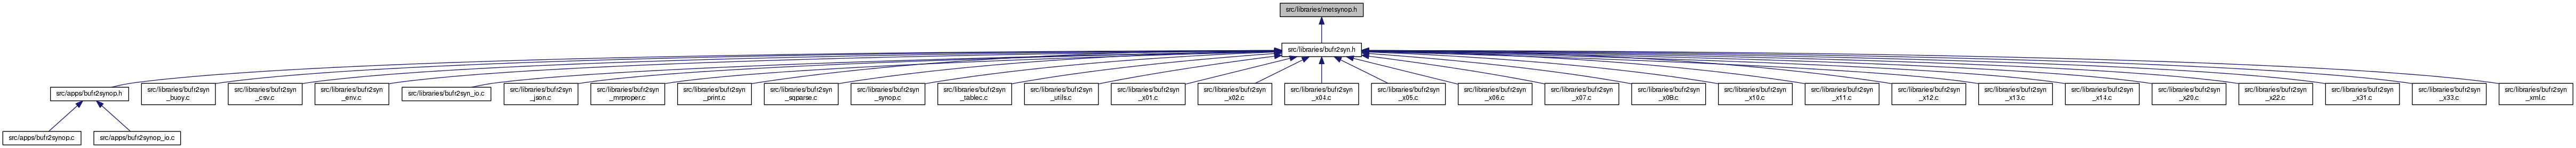 src/libraries/metsynop.h
src/libraries/bufr2syn.h
src/apps/bufr2synop.h
src/libraries/bufr2syn
_buoy.c
src/libraries/bufr2syn
_csv.c
src/libraries/bufr2syn
_env.c
src/libraries/bufr2syn_io.c
src/libraries/bufr2syn
_json.c
src/libraries/bufr2syn
_mrproper.c
src/libraries/bufr2syn
_print.c
src/libraries/bufr2syn
_sqparse.c
src/libraries/bufr2syn
_synop.c
src/libraries/bufr2syn
_tablec.c
src/libraries/bufr2syn
_utils.c
src/libraries/bufr2syn
_x01.c
src/libraries/bufr2syn
_x02.c
src/libraries/bufr2syn
_x04.c
src/libraries/bufr2syn
_x05.c
src/libraries/bufr2syn
_x06.c
src/libraries/bufr2syn
_x07.c
src/libraries/bufr2syn
_x08.c
src/libraries/bufr2syn
_x10.c
src/libraries/bufr2syn
_x11.c
src/libraries/bufr2syn
_x12.c
src/libraries/bufr2syn
_x13.c
src/libraries/bufr2syn
_x14.c
src/libraries/bufr2syn
_x20.c
src/libraries/bufr2syn
_x22.c
src/libraries/bufr2syn
_x31.c
src/libraries/bufr2syn
_x33.c
src/libraries/bufr2syn
_xml.c
src/apps/bufr2synop.c
src/apps/bufr2synop_io.c